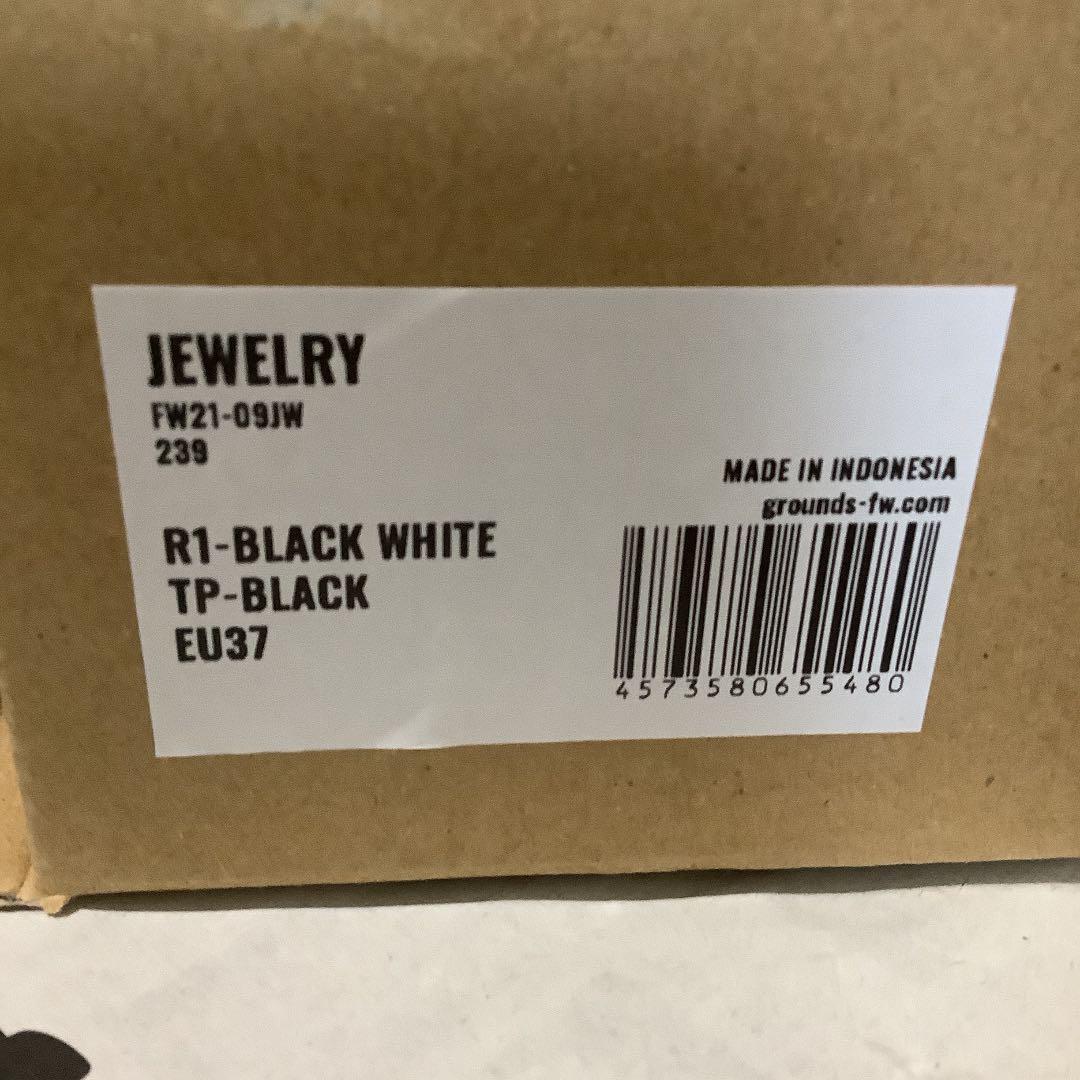 JEWELRY
FW21-09JW
239
R1-BLACK WHITE
TP-BLACK
EU37
MADE IN INDONESIA
grounds-fw.com
4573580655480